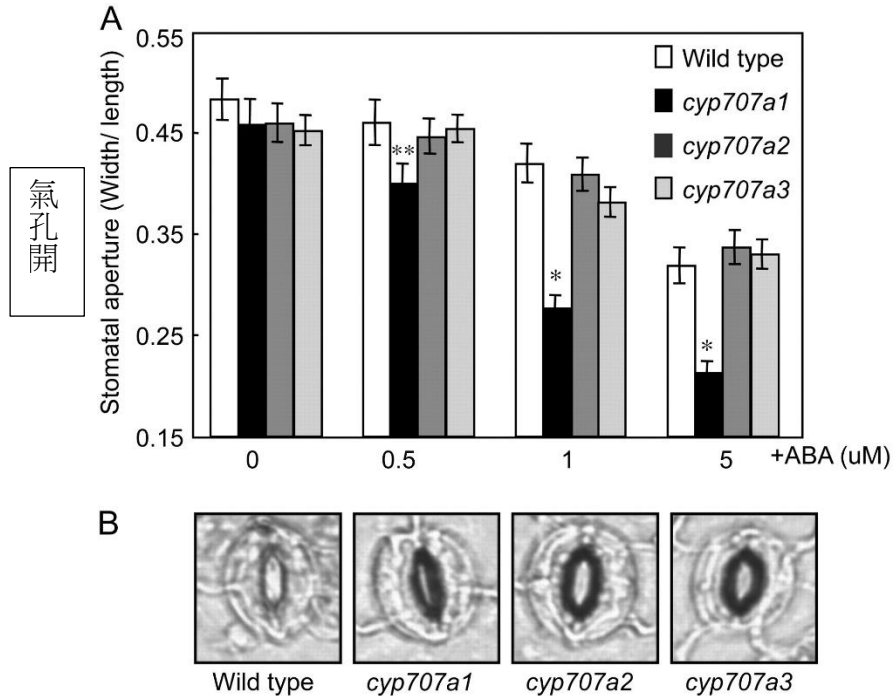 A
0.55
0.45
0.35
0.25
0.15
Stomatal aperture (Width/ length)
氣孔開
Wild type
cyp707a1
cyp707a2
cyp707a3
**
*
*
0 0.5 1 5 +ABA (uM)
B
Wild type cyp707a1 cyp707a2 cyp707a3